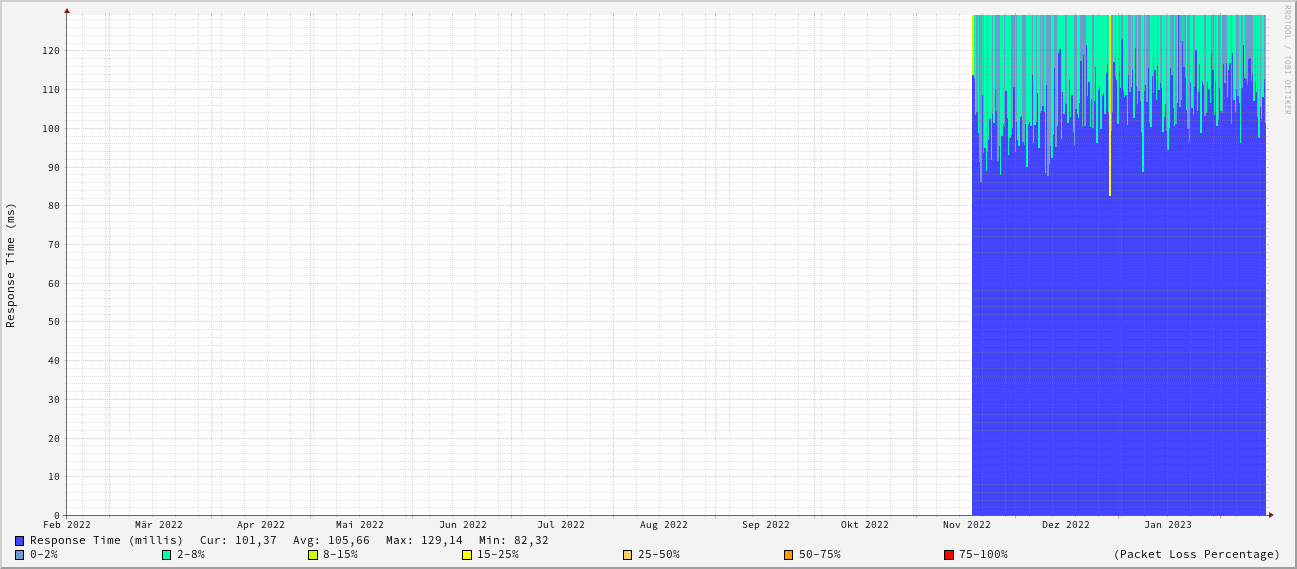 RRDTOOL / TOBI OETIKER
Response Time (ms)
120
110
100
90
80
70
60
50
40
30
20
10
0
Feb 2022 Mär 2022 Apr 2022 Mai 2022 Jun 2022 Jul 2022 Aug 2022 Sep 2022 Okt 2022 Nov 2022 Dez 2022 Jan 2023
Response Time (millis) Cur: 101,37 Avg: 105,66 Max: 129,14 Min: 82,32
0-2% 2-8% 8-15% 15-25% 25-50% 50-75% 75-100% (Packet Loss Percentage)